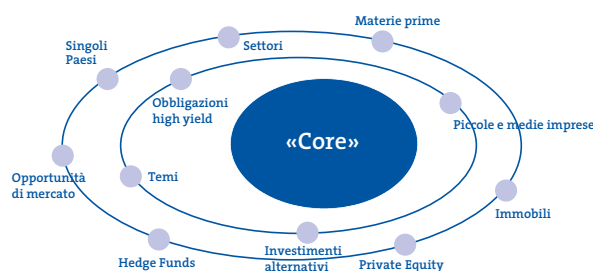 Materie prime
Singoli
Paesi
Settori
Obbligazioni
high yield
Piccole e medie imprese
«Core»
Opportunità
di mercato
Temi
Immobili
Investimenti
alternativi
Hedge Funds
Private Equity